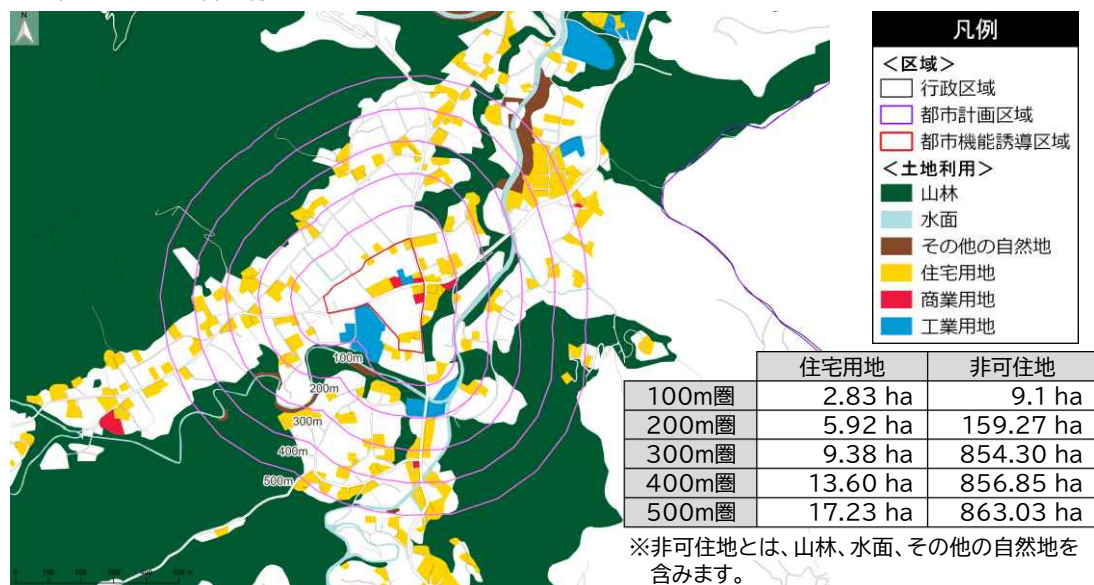 N
凡例
＜区域＞
行政区域
都市計画区域
都市機能誘導区域
＜土地利用＞
山林
水面
その他の自然地
住宅用地
商業用地
工業用地
100m
200m
300m
400m
500m
住宅用地 非可住地
100m圏 2.83 ha 9.1 ha
200m圏 5.92 ha 159.27 ha
300m圏 9.38 ha 854.30 ha
400m圏 13.60 ha 856.85 ha
500m圏 17.23 ha 863.03 ha
※非可住地とは、山林、水面、その他の自然地を
含みます。
0 100 200 300 400 500 m